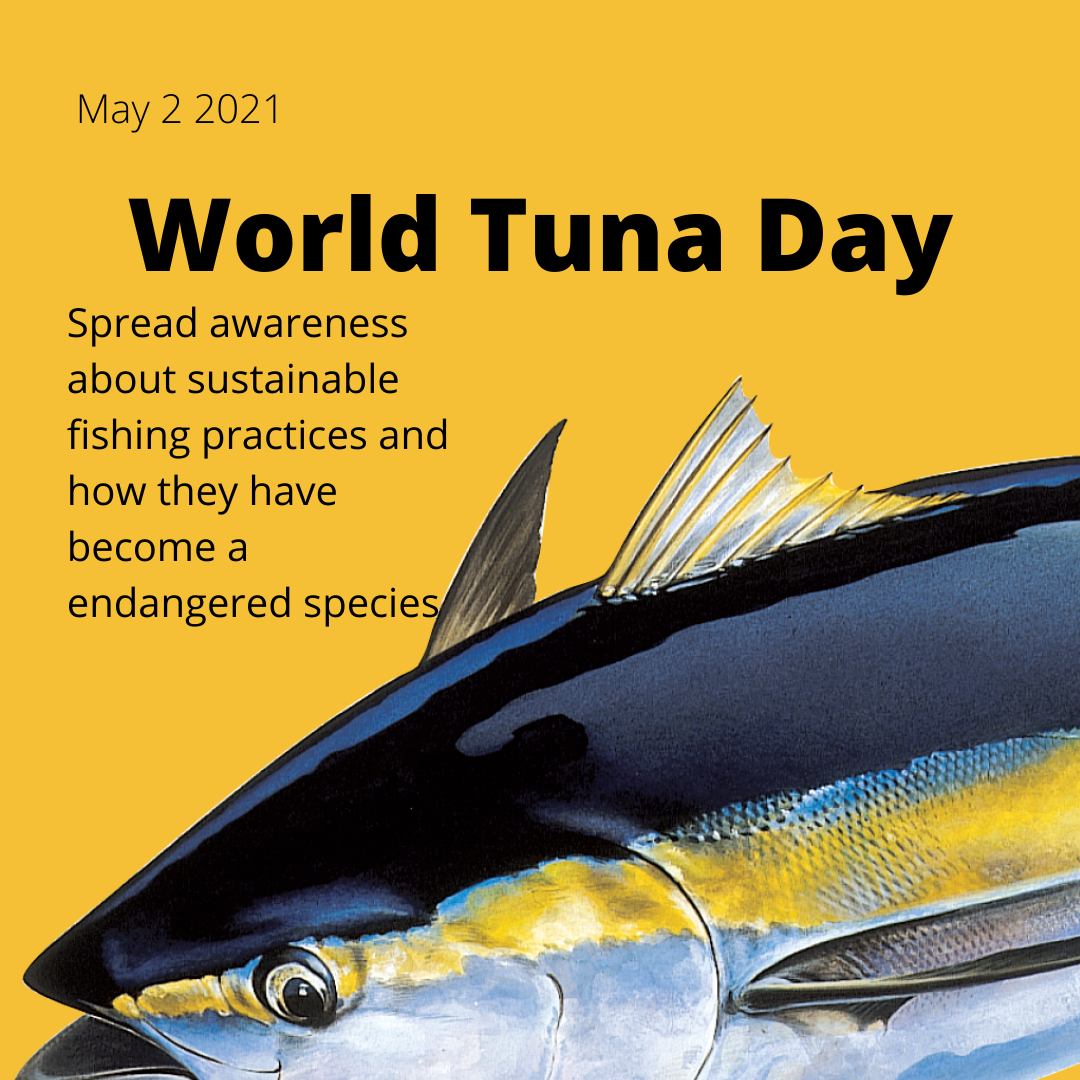 May 2 2021
World Tuna Day
Spread awareness
about sustainable
fishing practices and
how they have
become a
endangered species